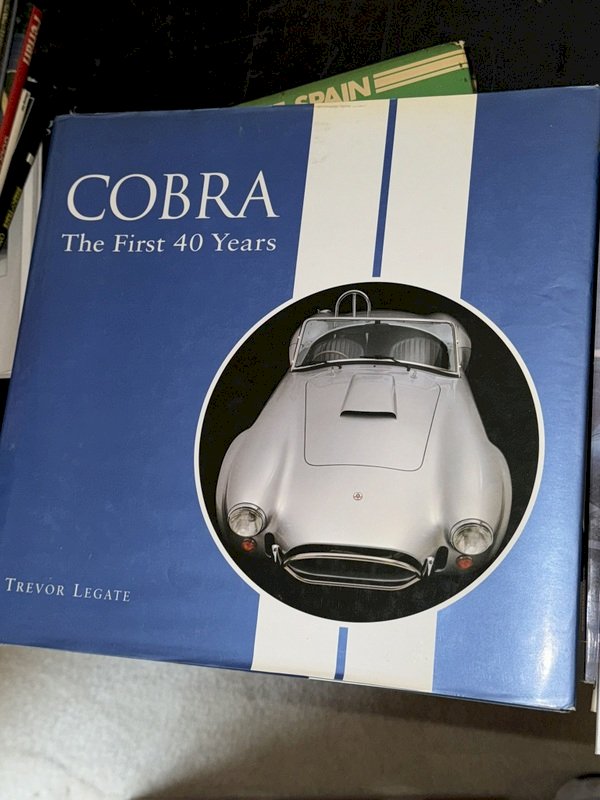 SPAIN
COBRA
The First 40 Years
TREVOR LEGATE